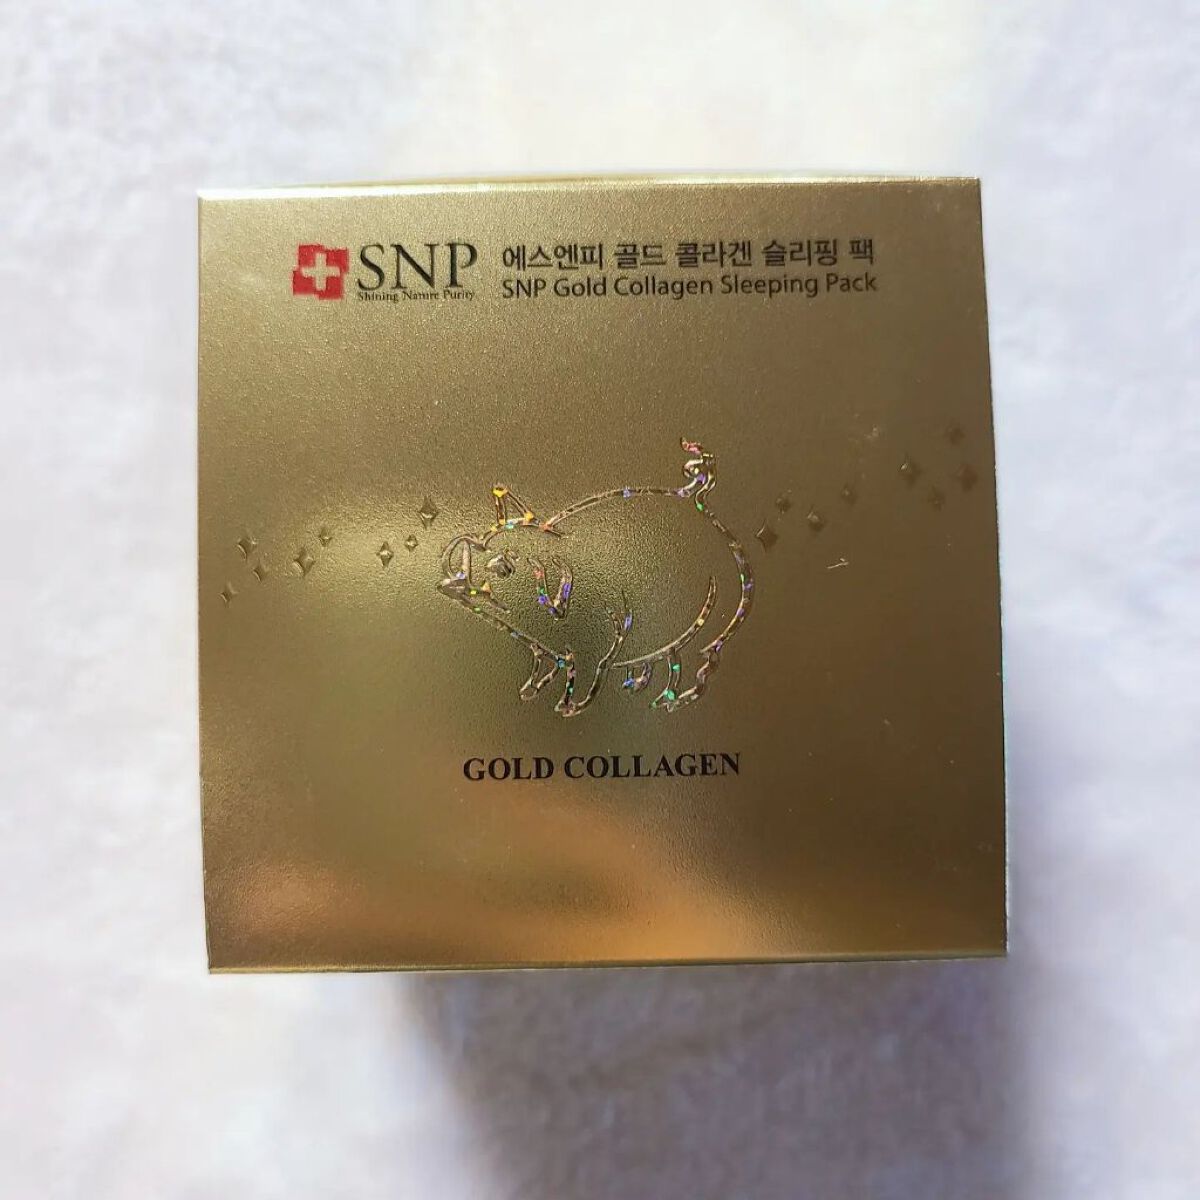 SNP
Shining Nature Purity
에스엔피 골드 콜라겐 슬리핑 팩
SNP Gold Collagen Sleeping Pack
GOLD COLLAGEN